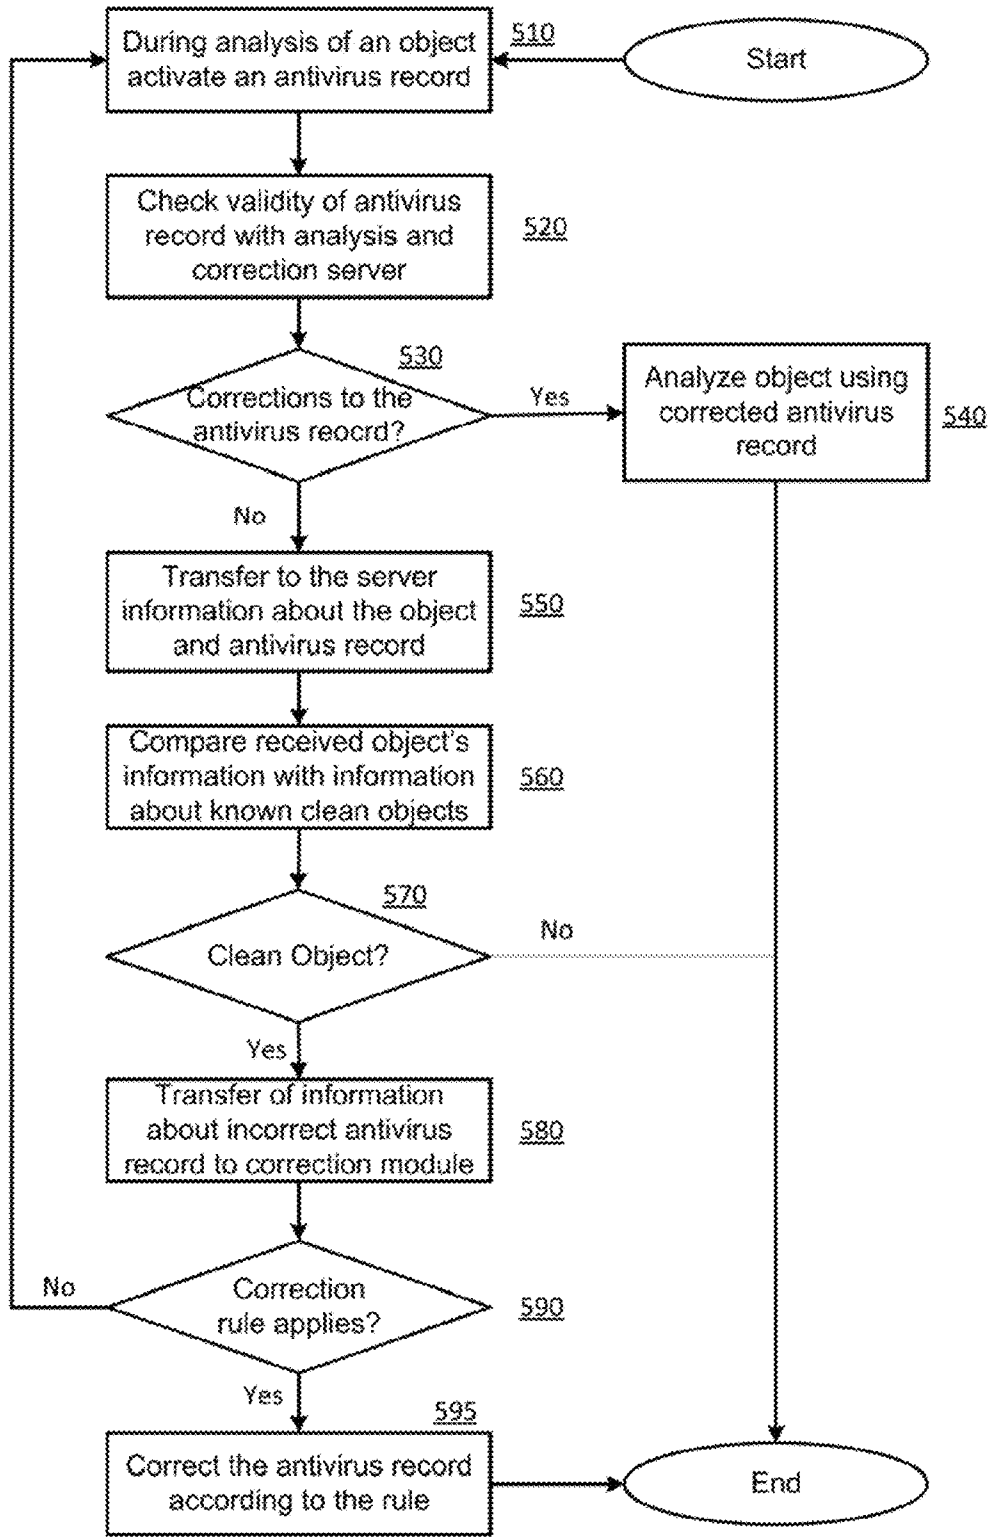 During analysis of an object
activate an antivirus record
510
Start
Check validity of antivirus
record with analysis and
correction server
520
530
Corrections to the
antivirus reocrd?
Yes
Analyze object using
corrected antivirus
record
540
No
Transfer to the server
information about the object
and antivirus record
550
Compare received object's
information with information
about known clean objects
560
570
Clean Object?
No
Yes
Transfer of information
about incorrect antivirus
record to correction module
580
No
Correction
rule applies?
590
Yes
595
Correct the antivirus record
according to the rule
End